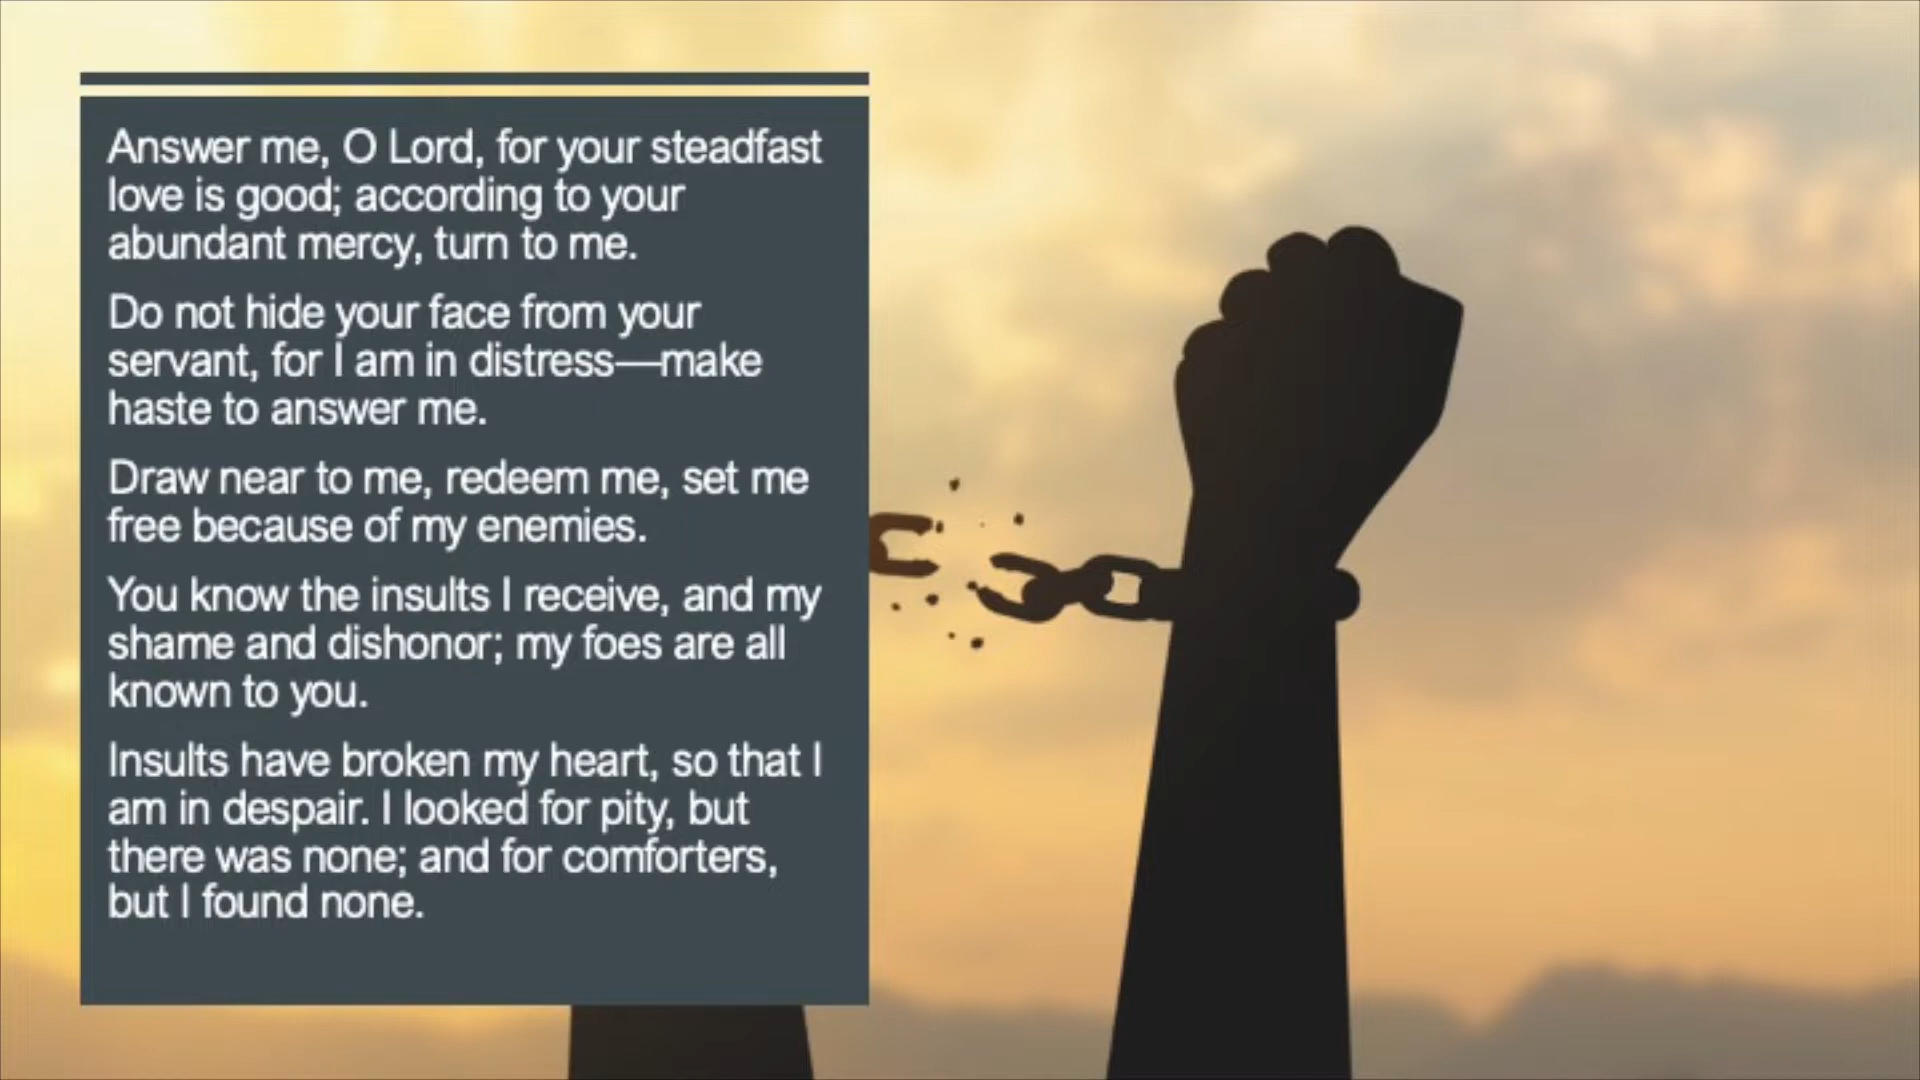 Answer me, O Lord, for your steadfast
love is good; according to your
abundant mercy, turn to me.
Do not hide your face from your
servant, for I am in distress—make
haste to answer me.
Draw near to me, redeem me, set me
free because of my enemies.
You know the insults I receive, and my
shame and dishonor; my foes are all
known to you.
Insults have broken my heart, so that I
am in despair. I looked for pity, but
there was none; and for comforters,
but I found none.